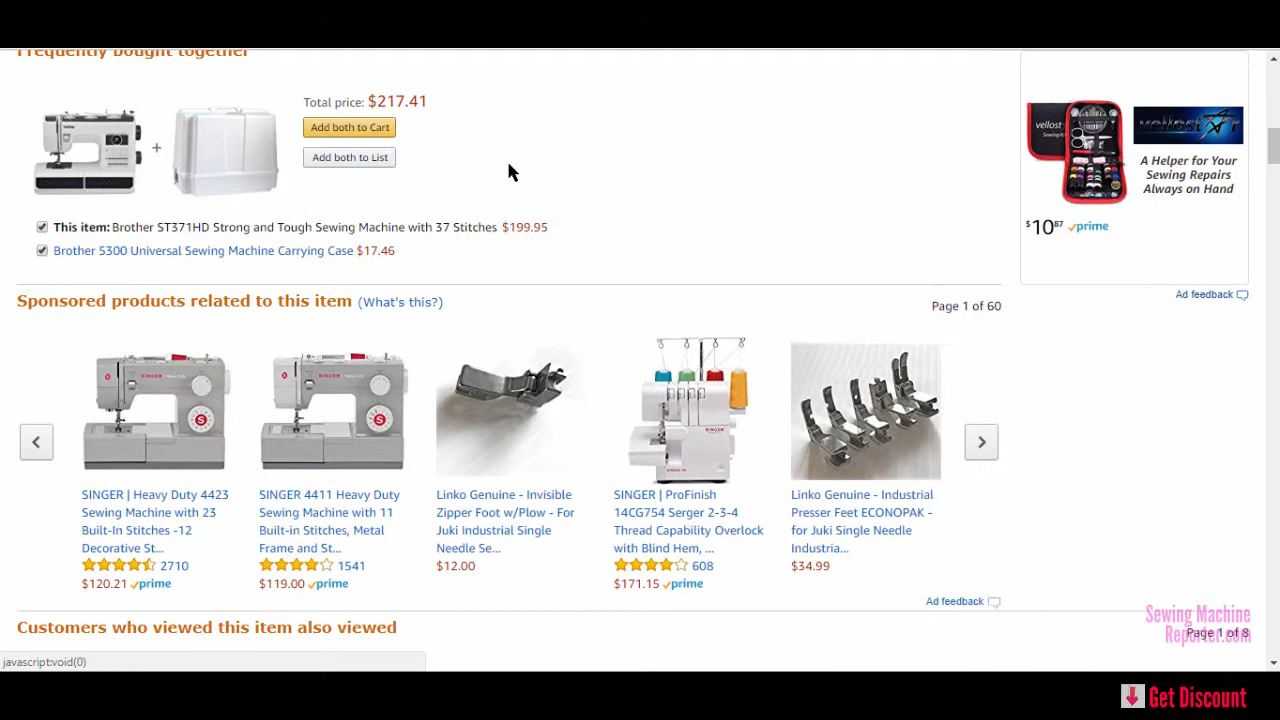 Frequently bought together
Total price: $217.41
Add both to Cart
+
Add both to List
This item: Brother ST371HD Strong and Tough Sewing Machine with 37 Stitches $199.95
Brother 5300 Universal Sewing Machine Carrying Case $17.46
vellostar
A Helper for Your
Sewing Repairs
Always on Hand
$10 87 prime
Ad feedback
Sponsored products related to this item (What's this?)
Page 1 of 60
SINGER | Heavy Duty 4423
Sewing Machine with 23
Built-In Stitches -12
Decorative St...
2710
$120.21 prime
SINGER 4411 Heavy Duty
Sewing Machine with 11
Built-in Stitches, Metal
Frame and St...
1541
$119.00 prime
Linko Genuine - Invisible
Zipper Foot w/Plow - For
Juki Industrial Single
Needle Se...
$12.00
SINGER | ProFinish
14CG754 Serger 2-3-4
Thread Capability Overlock
with Blind Hem, ...
608
$171.15 prime
Linko Genuine - Industrial
Presser Feet ECONOPAK -
for Juki Single Needle
Industria...
$34.99
Ad feedback
Customers who viewed this item also viewed
Page 1 of 8
Sewing Machine
Reporter.com
javascript:void(0)
Get Discount